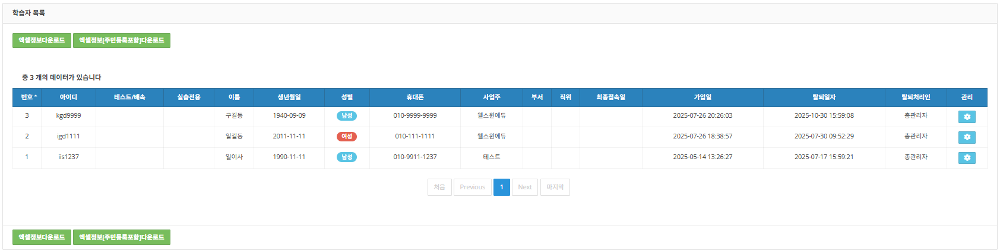 학습자 목록
엑셀정보다운로드 엑셀정보[주민등록포함]다운로드
총 3 개의 데이터가 있습니다
번호 아이디 테스트/배속 실습전용 이름 생년월일 성별 휴대폰 사업주 부서 직위 최종접속일 가입일 탈퇴일자 탈퇴처리인 관리
3 kgd9999 구길동 1940-09-09 남성 010-9999-9999 웰스윈에듀 2025-07-26 20:26:03 2025-10-30 15:59:08 총관리자
2 igd1111 일길동 2011-11-11 여성 010-111-1111 웰스윈에듀 2025-07-26 18:38:57 2025-07-30 09:52:29 총관리자
1 iis1237 일이사 1990-11-11 남성 010-9911-1237 테스트 2025-05-14 13:26:27 2025-07-17 15:59:21 총관리자
처음 Previous 1 Next 마지막
엑셀정보다운로드 엑셀정보[주민등록포함]다운로드